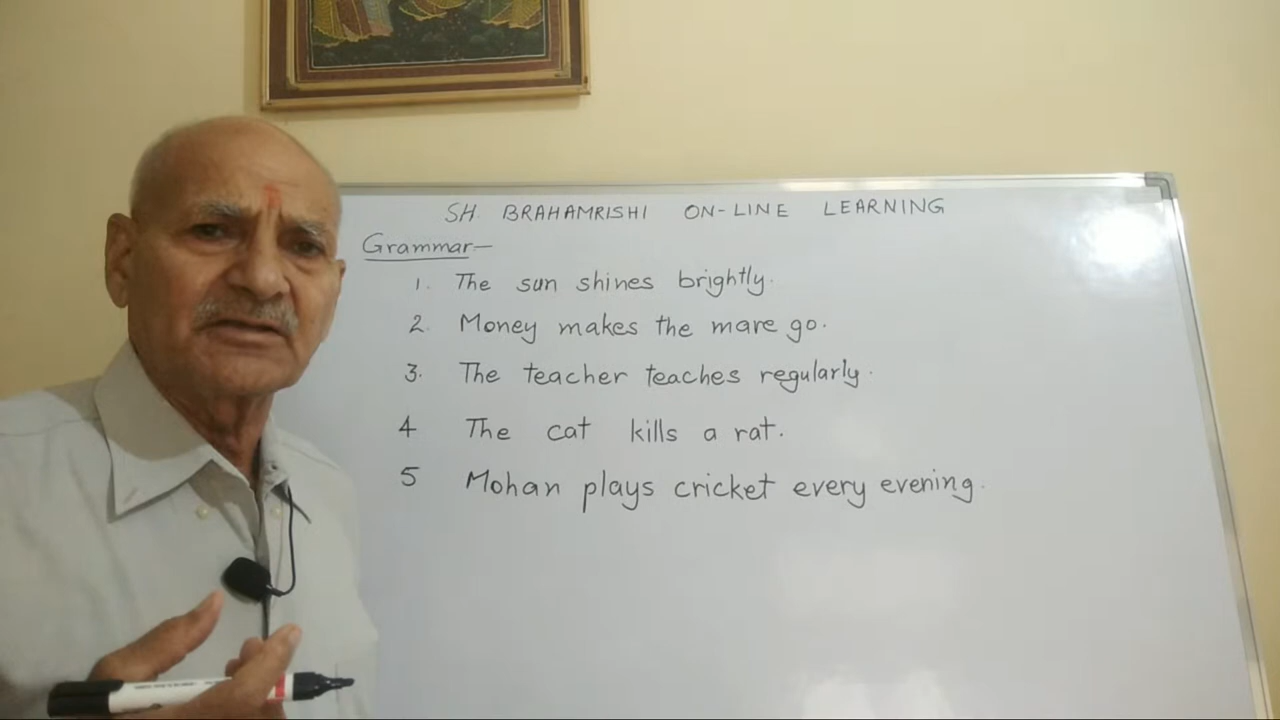 SH. BRAHAMRISHI ON-LINE LEARNING
Grammar—
1. The sun shines brightly.
2. Money makes the mare go.
3. The teacher teaches regularly.
4 The cat kills a rat.
5 Mohan plays cricket every evening.